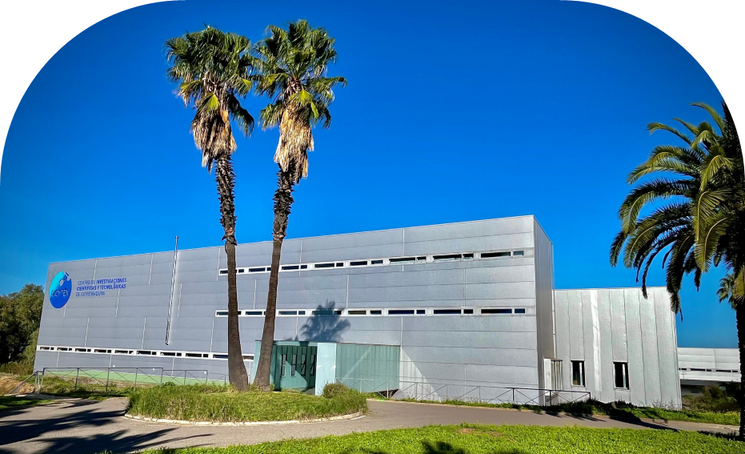 CENTRO DE INVESTIGACIONES
CIENTÍFICAS Y TECNOLÓGICAS
DE EXTREMADURA